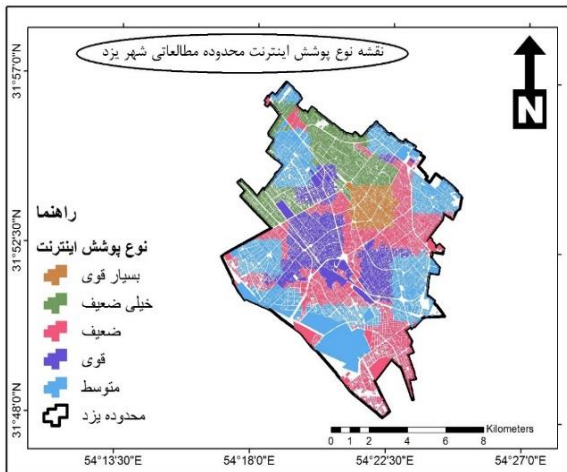 نقشه نوع پوشش اینترنت محدوده مطالعاتی شهر یزد
N
31°57'0"N
31°52'30"N
31°48'0"N
راهنما
نوع پوشش اینترنت
بسیار قوی
خیلی ضعیف
ضعیف
قوی
متوسط
محدوده یزد
Kilometers
0 1 2 4 6 8
54°13'30"E 54°18'0"E 54°22'30"E 54°27'0"E